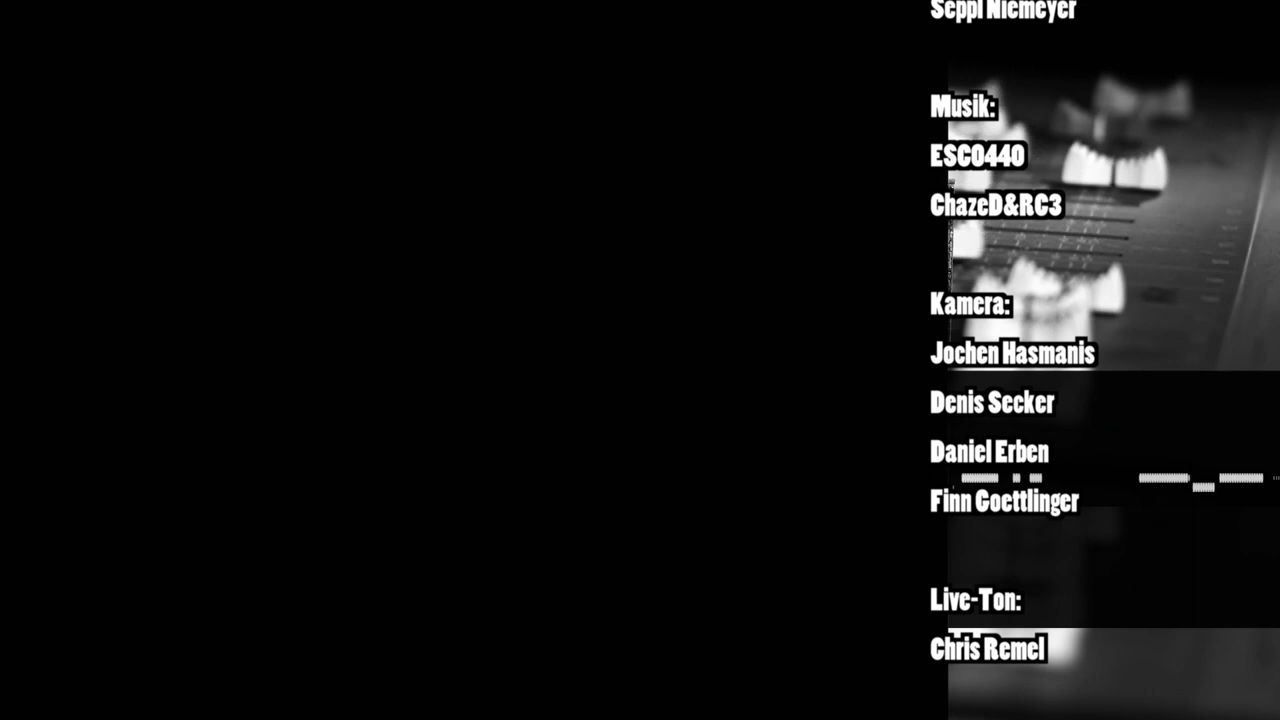 Seppl Niemeyer
Musik:
ESC0440
ChazeD&RC3
Kamera:
Jochen Hasmanis
Denis Secker
Daniel Erben
Finn Goettlinger
Live-Ton:
Chris Remel